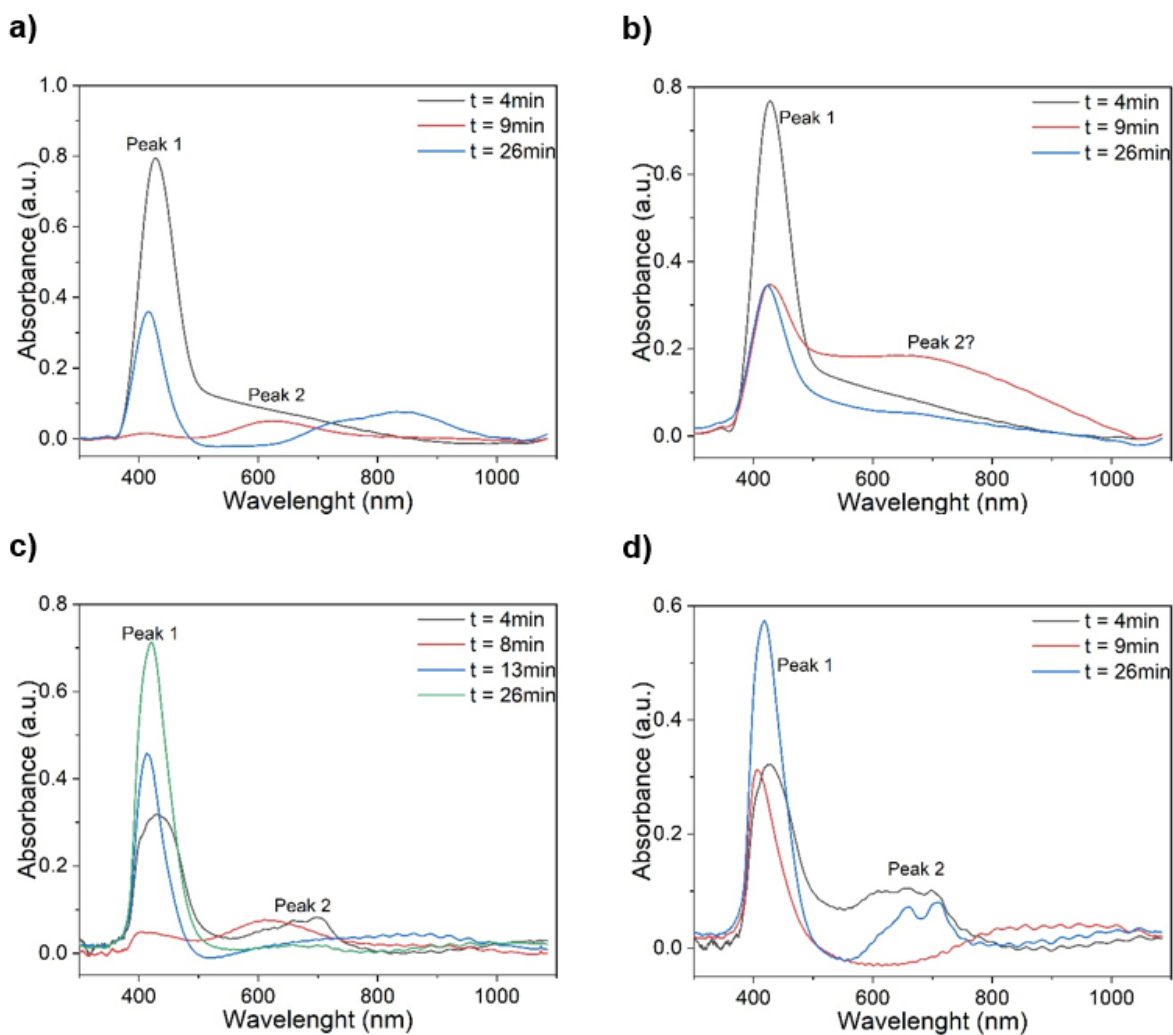 a)
1.0
0.8
0.6
0.4
0.2
0.0
Absorbance (a.u.)
400
600
800
1000
Wavelenght (nm)
t = 4min
t = 9min
t = 26min
Peak 1
Peak 2
b)
0.8
0.6
0.4
0.2
0.0
Absorbance (a.u.)
400
600
800
1000
Wavelenght (nm)
t = 4min
t = 9min
t = 26min
Peak 1
Peak 2?
c)
0.8
0.6
0.4
0.2
0.0
Absorbance (a.u.)
400
600
800
1000
Wavelenght (nm)
t = 4min
t = 8min
t = 13min
t = 26min
Peak 1
Peak 2
d)
0.6
0.4
0.2
0.0
Absorbance (a.u.)
400
600
800
1000
Wavelenght (nm)
t = 4min
t = 9min
t = 26min
Peak 1
Peak 2